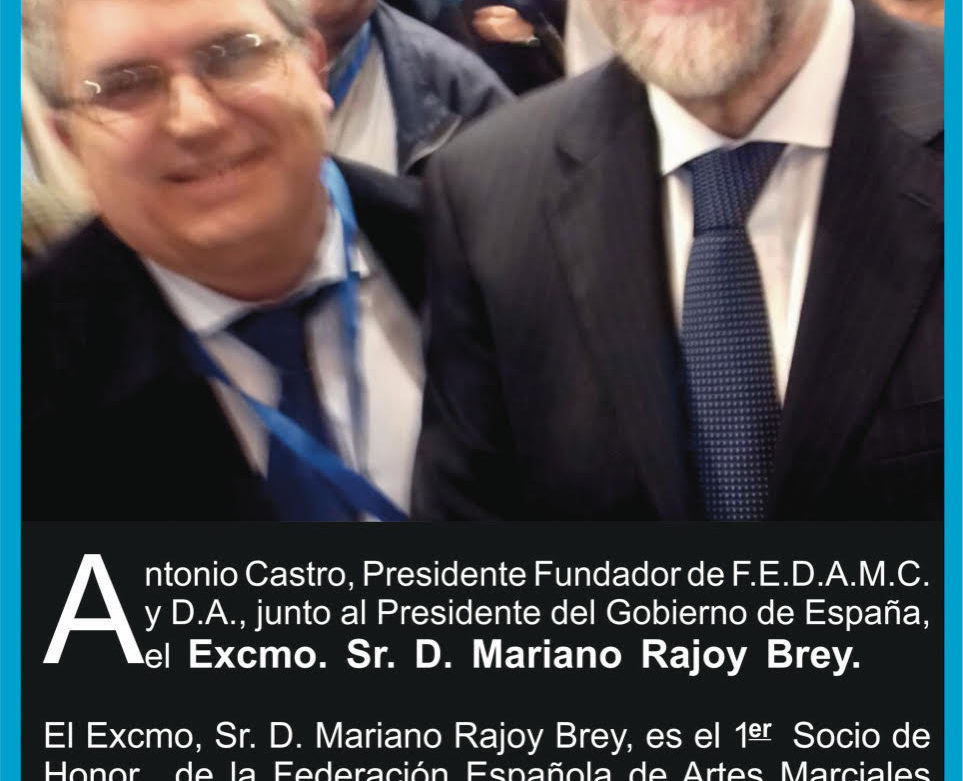 Antonio Castro, Presidente Fundador de F.E.D.A.M.C.
y D.A., junto al Presidente del Gobierno de España,
el Excmo. Sr. D. Mariano Rajoy Brey.
El Excmo, Sr. D. Mariano Rajoy Brey, es el 1er Socio de
Honor de la Federación Española de Artes Marciales